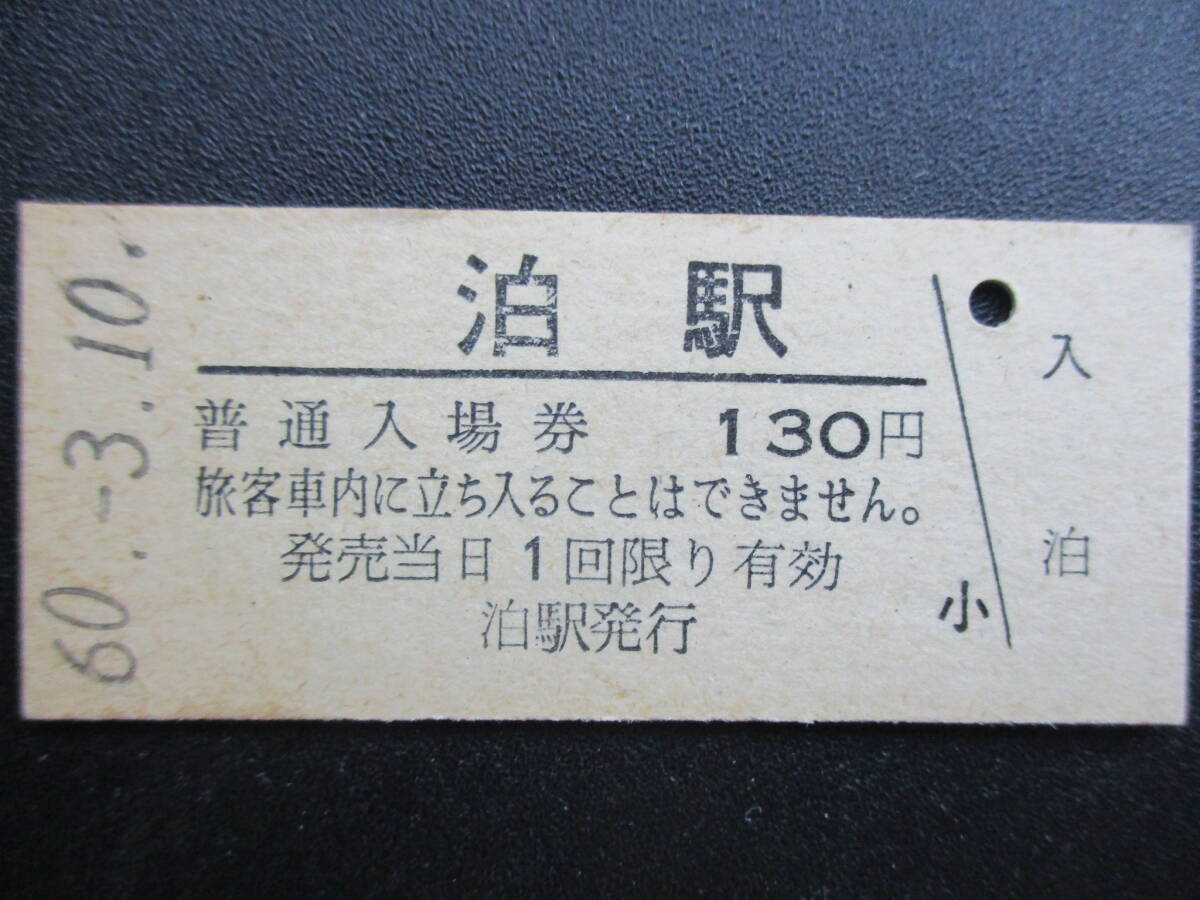 60.-3.10.
泊駅
普通入場券 130円
旅客車内に立ち入ることはできません。
発売当日1回限り有効
泊駅発行
小
入
泊